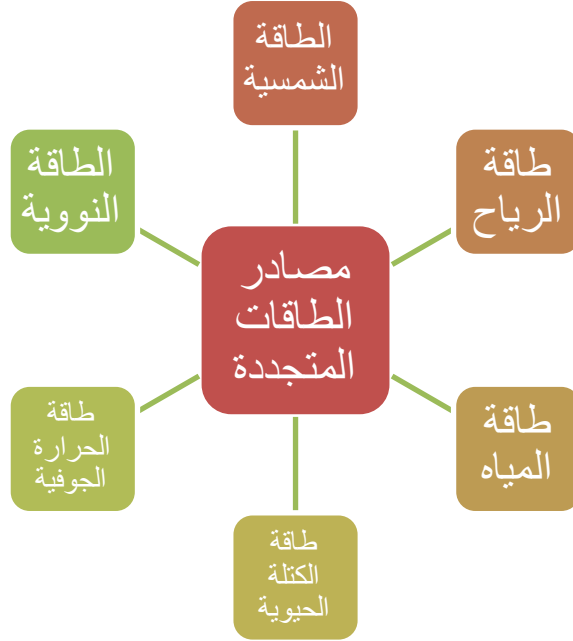 الطاقة
الشمسية
طاقة
الرياح
طاقة
المياه
طاقة
الكتلة
الحيوية
طاقة
الحرارة
الجوفية
الطاقة
النووية
مصادر
الطاقات
المتجددة